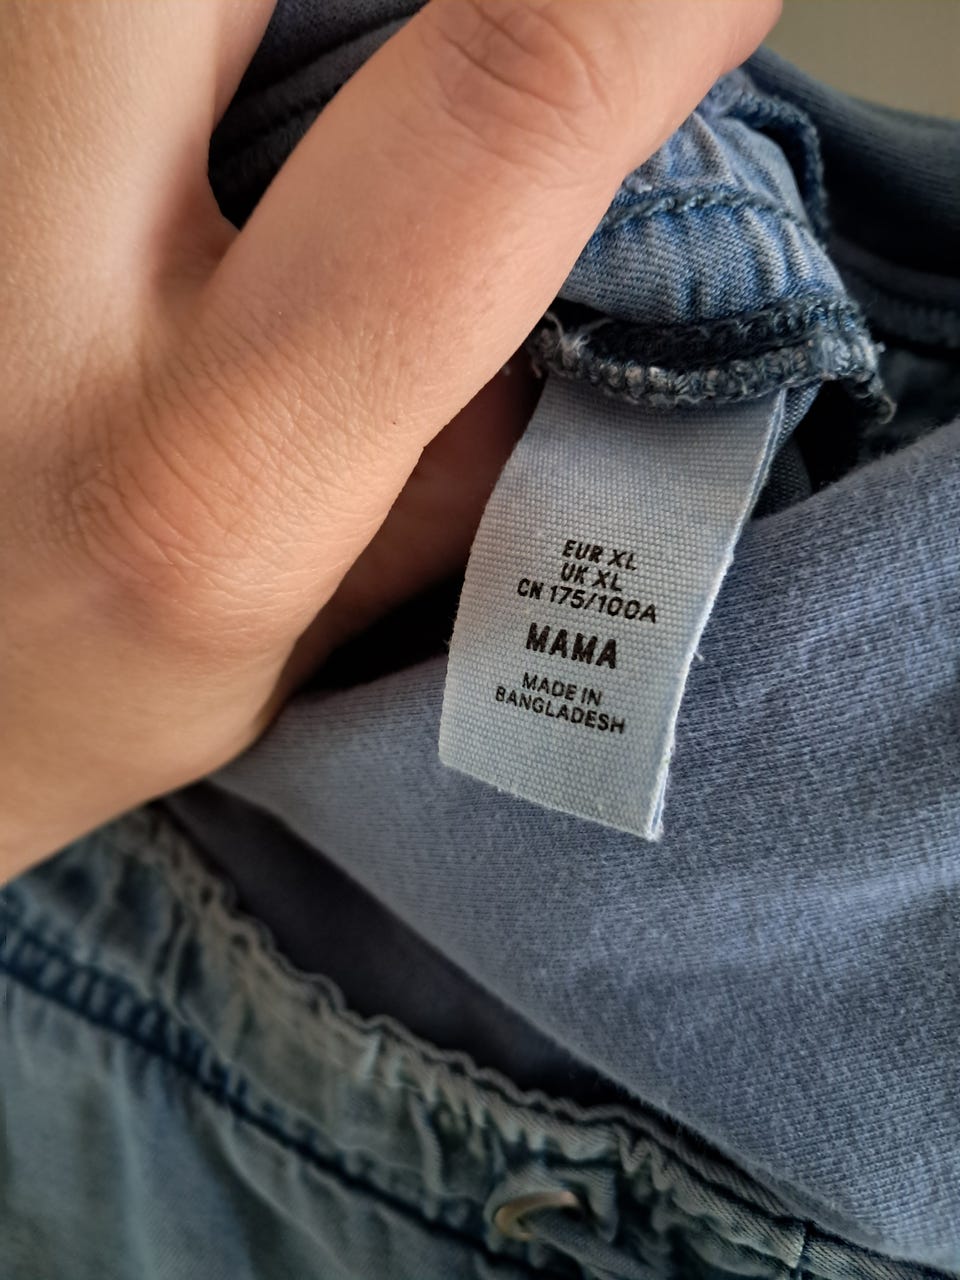 EUR XL
UK XL
CN 175/100A
MAMA
MADE IN
BANGLADESH